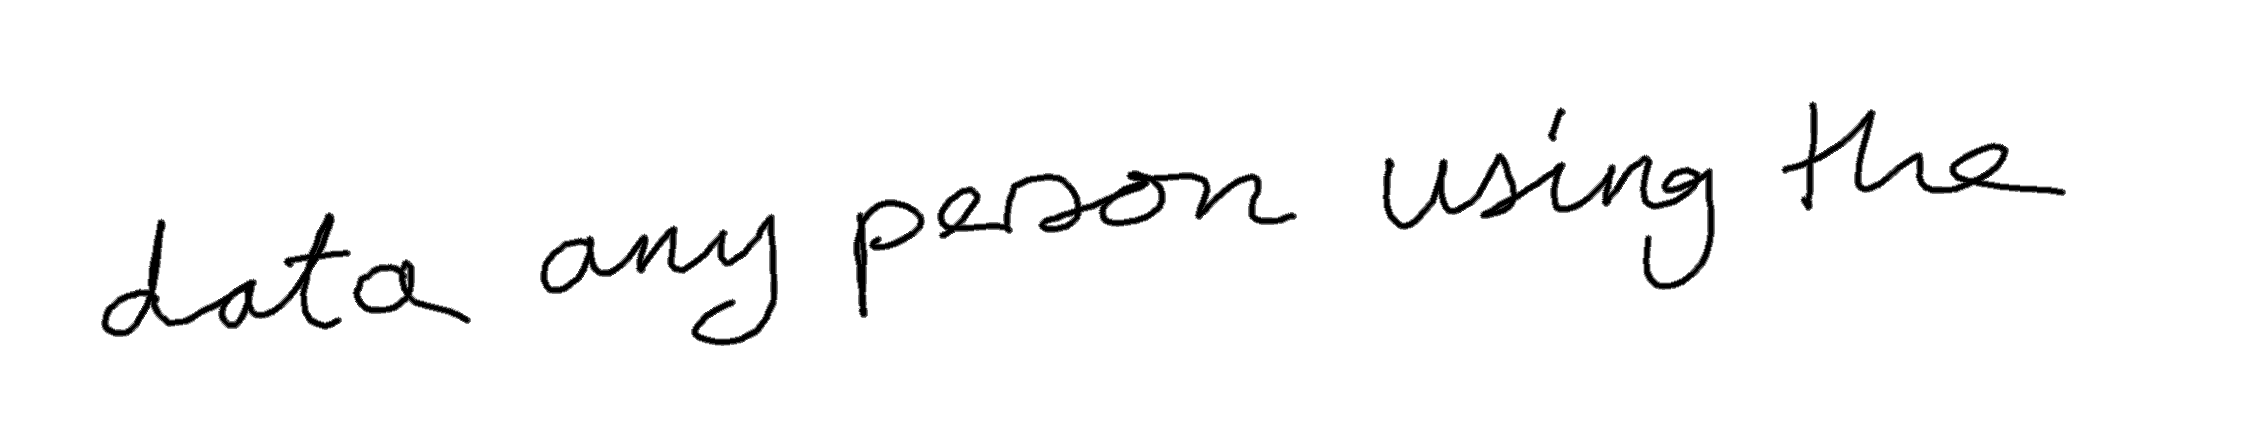 data any person using the